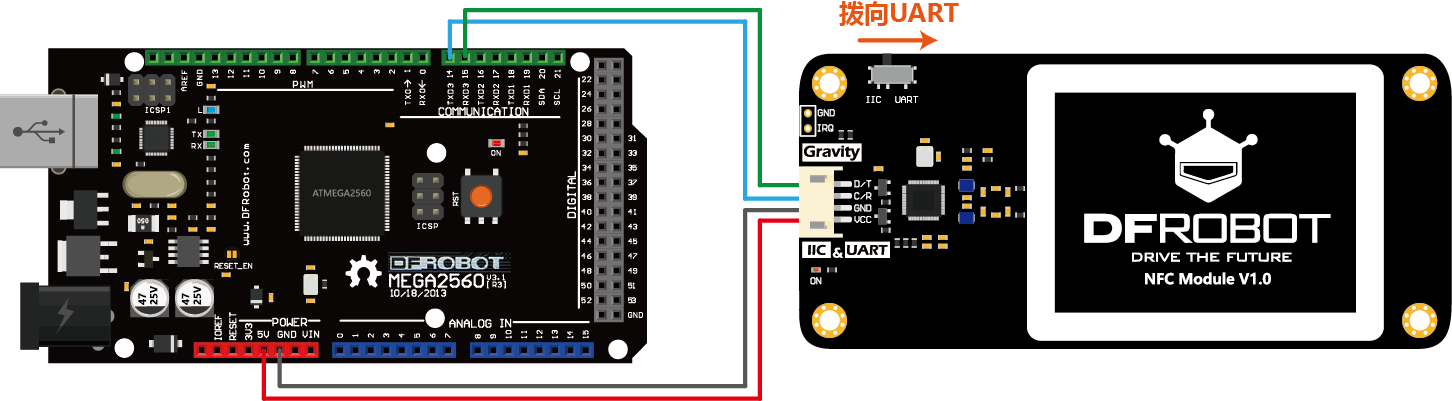 拨向UART
AREF
GND
13
12
11
10
9
8
7
6
5
4
3
2
1
0
14
15
16
17
18
19
20
21
PWM
TX0→
RX0←
TXD3
RXD3
TXD2
RXD2
TXD1
RXD1
SDA
SCL
COMMUNICATION
ICSP1
L
TX
RX
ON
www.DFRobot.com
ATMEGA2560
ICSP
RST
DIGITAL
22
24
26
28
30 31
32 33
34 35
36 37
38 39
40 41
42 43
44 45
46 47
48 49
50 51
52 53
GND
050
RESET_EN
DFROBOT
MEGA2560 V3.1
[R3]
10/18/2013
47
25V
47
25V
IOREF
RESET
3V3
5V
GND
VIN
POWER
ANALOG IN
0
1
2
3
4
5
6
7
8
9
10
11
12
13
14
15
IIC UART
GND
IRQ
Gravity
D/T
C/R
GND
VCC
IIC & UART
ON
DFROBOT
DRIVE THE FUTURE
NFC Module V1.0